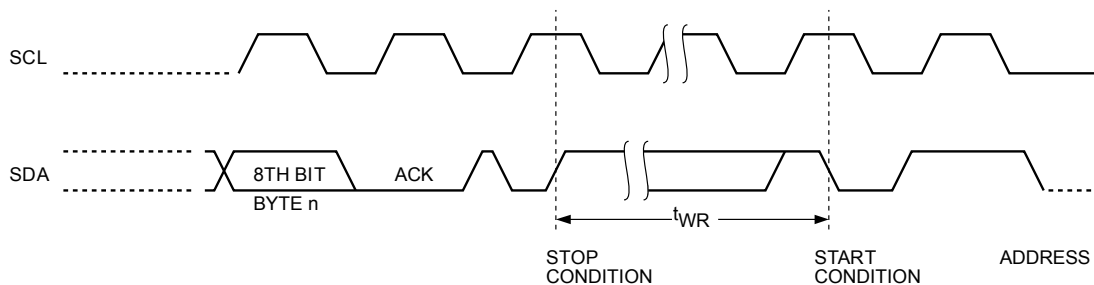 SCL
SDA
8TH BIT
ACK
BYTE n
tWR
STOP
CONDITION
START
CONDITION
ADDRESS